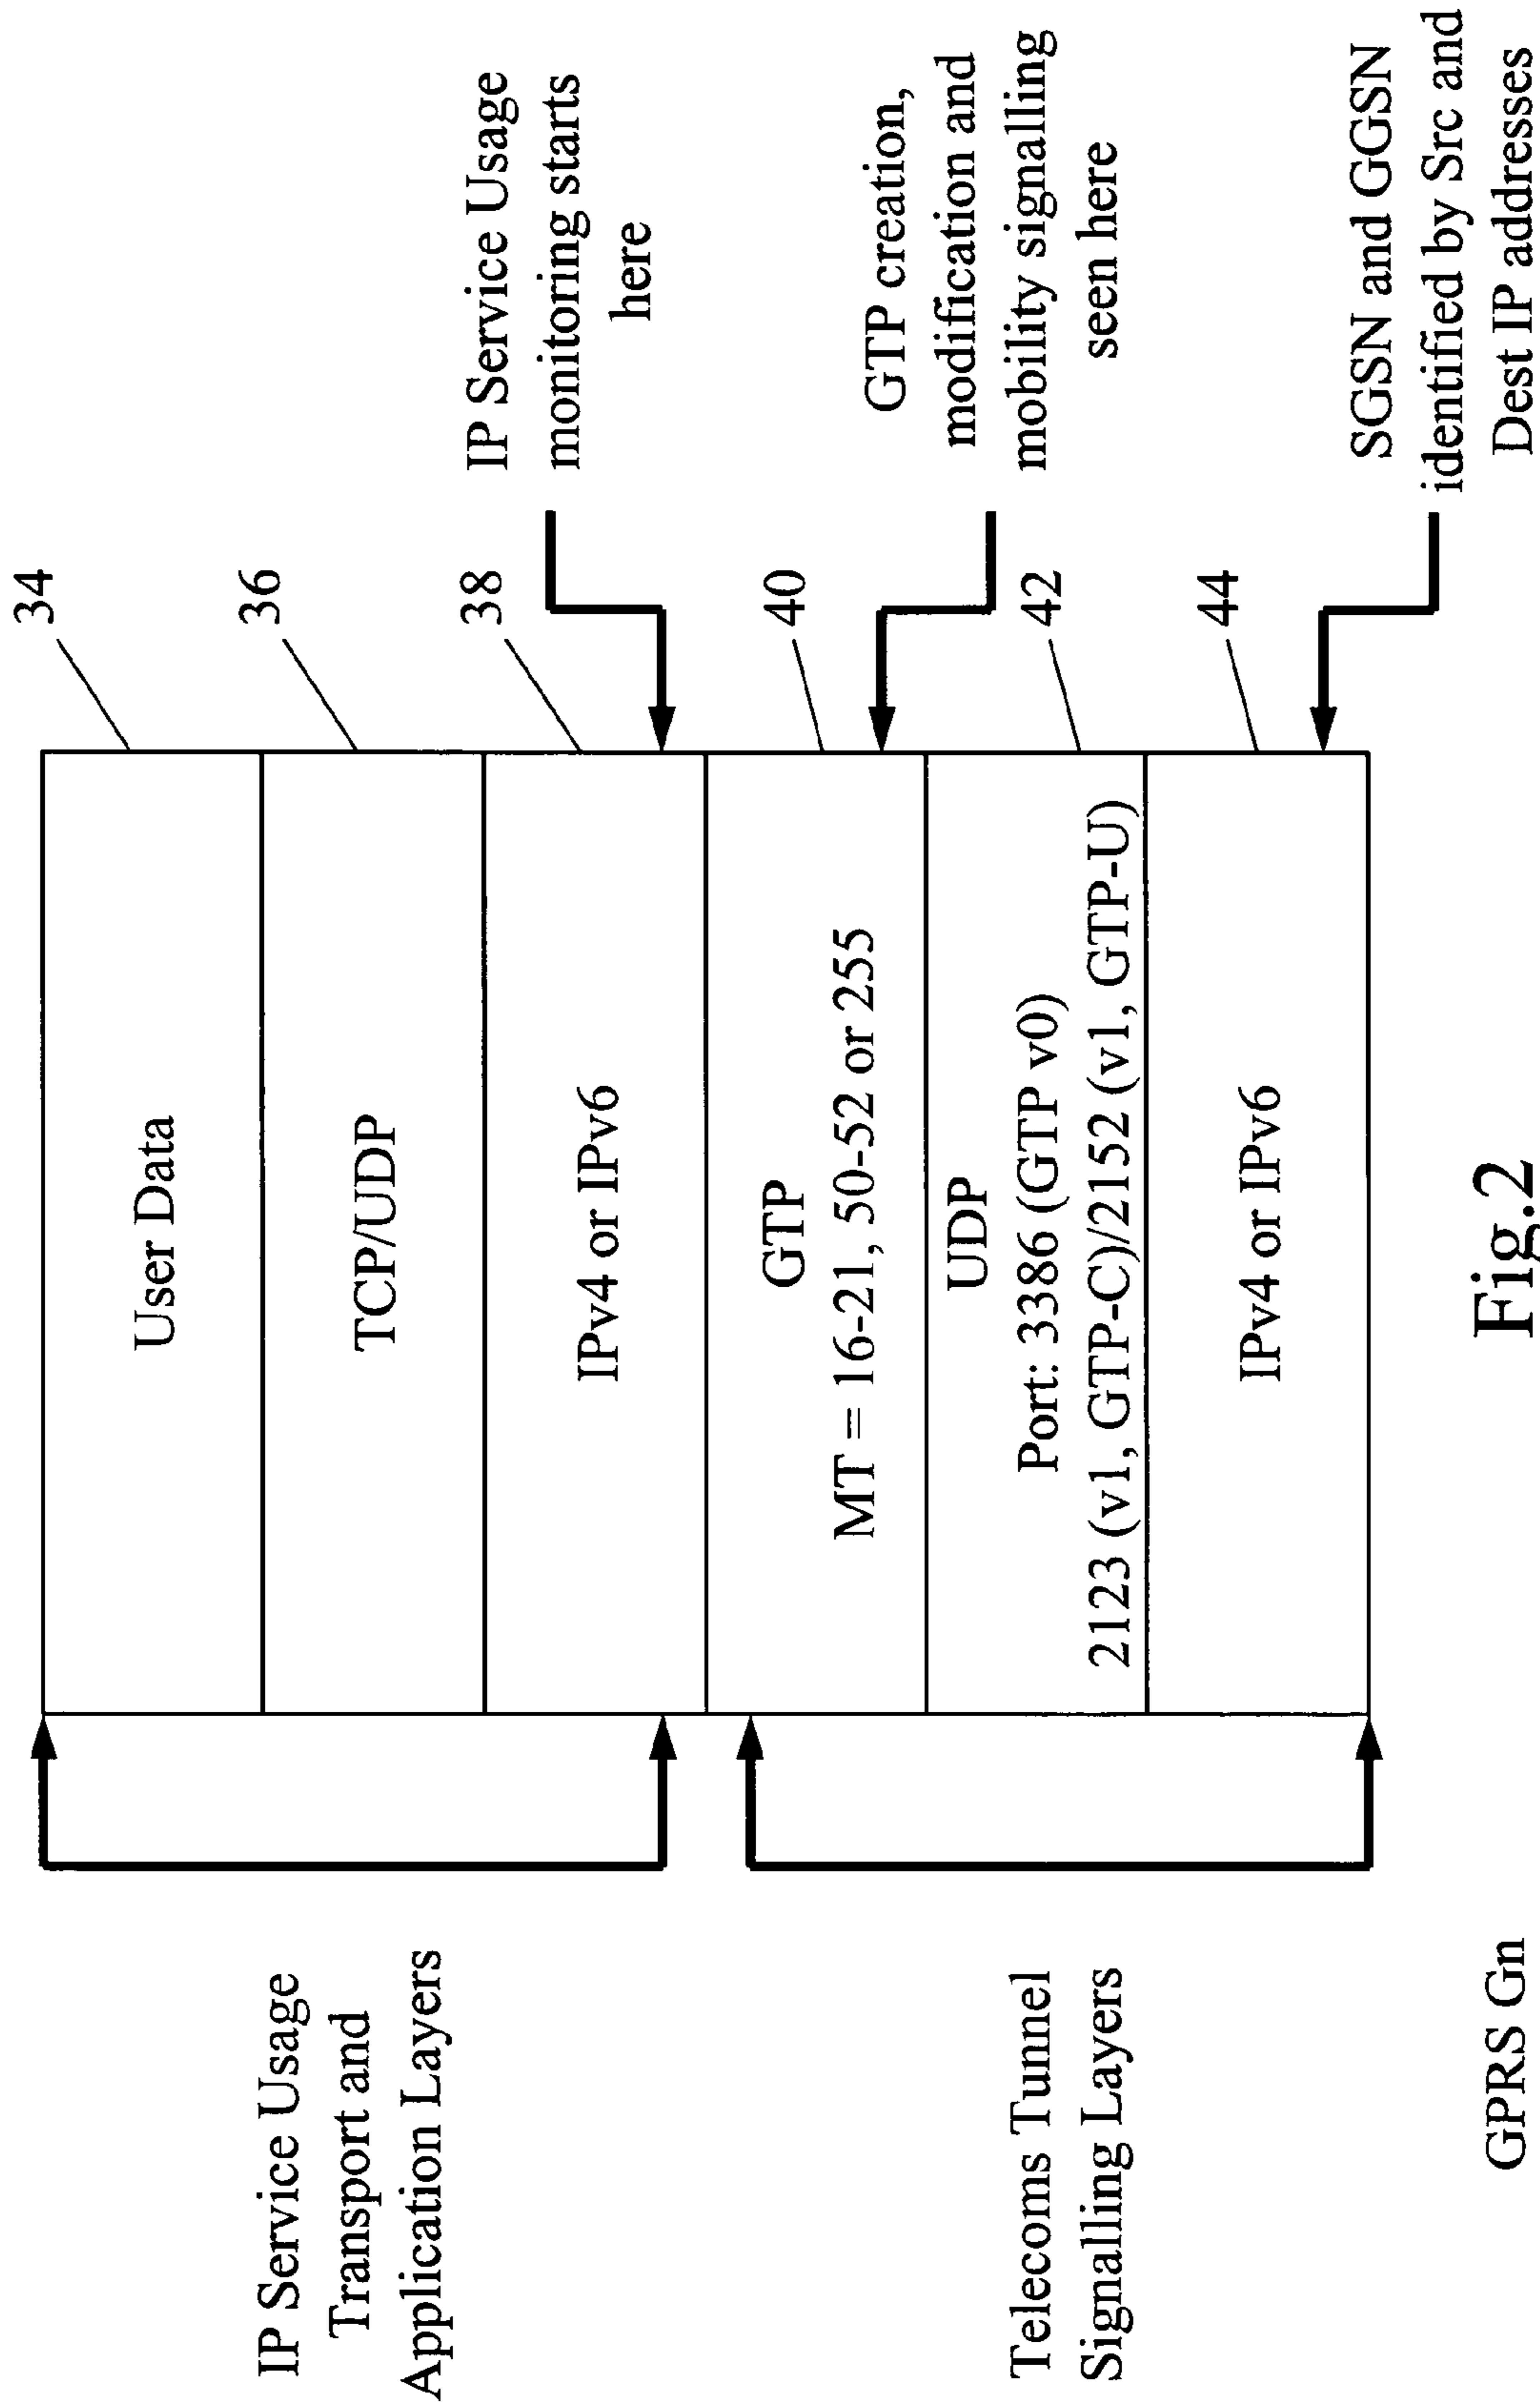 34
User Data
36
TCP/UDP
IP Service Usage
Transport and
Application Layers
38
IPv4 or IPv6
IP Service Usage
monitoring starts
here
40
GTP
MT = 16-21, 50-52 or 255
GTP creation,
modification and
mobility signalling
seen here
42
UDP
Port: 3386 (GTP v0)
2123 (v1, GTP-C)/2152 (v1, GTP-U)
Telecoms Tunnel
Signalling Layers
44
IPv4 or IPv6
SGSN and GGSN
identified by Src and
Dest IP addresses
GPRS Gn
Fig.2